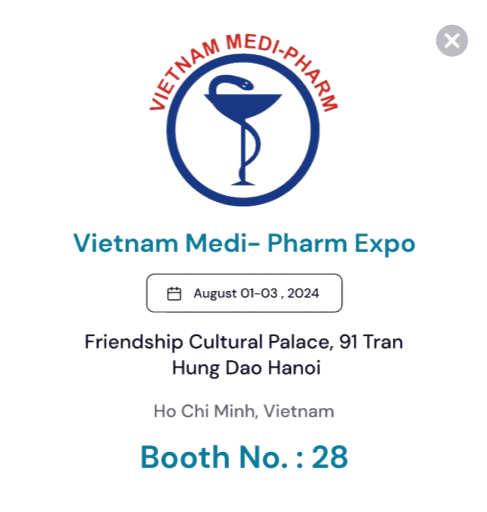 VIETNAM MEDI-PHARM
Vietnam Medi- Pharm Expo
August 01-03 , 2024
Friendship Cultural Palace, 91 Tran
Hung Dao Hanoi
Ho Chi Minh, Vietnam
Booth No. : 28